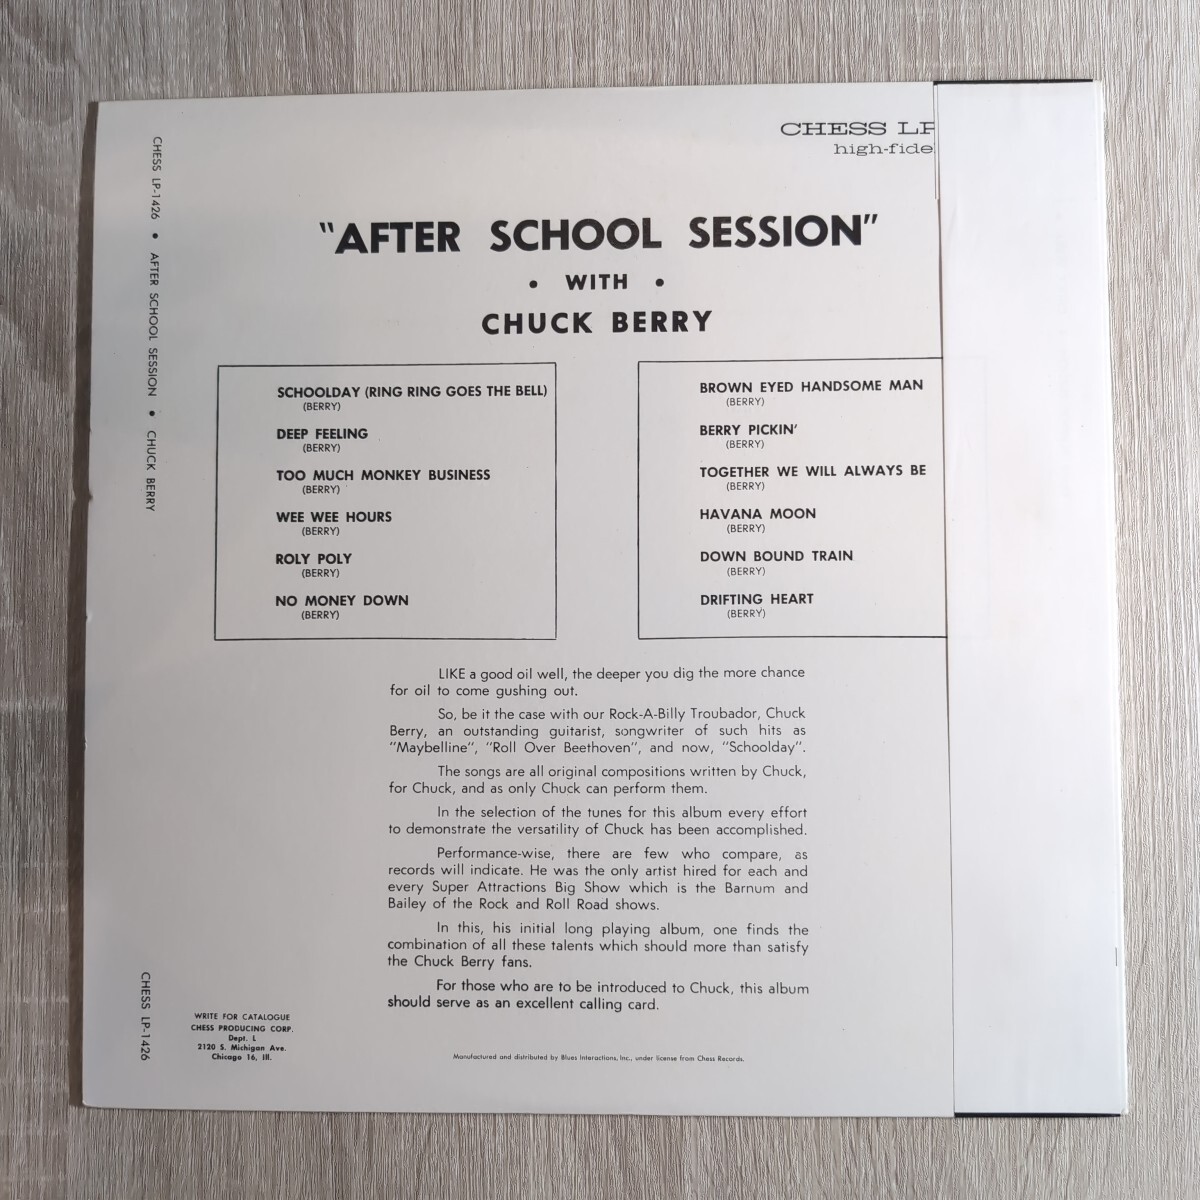 CHESS LP
high-fide
"AFTER SCHOOL SESSION"
• WITH •
CHUCK BERRY
SCHOOLDAY (RING RING GOES THE BELL)
(BERRY)
DEEP FEELING
(BERRY)
TOO MUCH MONKEY BUSINESS
(BERRY)
WEE WEE HOURS
(BERRY)
ROLY POLY
(BERRY)
NO MONEY DOWN
(BERRY)
BROWN EYED HANDSOME MAN
(BERRY)
BERRY PICKIN'
(BERRY)
TOGETHER WE WILL ALWAYS BE
(BERRY)
HAVANA MOON
(BERRY)
DOWN BOUND TRAIN
(BERRY)
DRIFTING HEART
(BERRY)
LIKE a good oil well, the deeper you dig the more chance
for oil to come gushing out.
So, be it the case with our Rock-A-Billy Troubador, Chuck
Berry, an outstanding guitarist, songwriter of such hits as
"Maybelline", "Roll Over Beethoven", and now, "Schoolday".
The songs are all original compositions written by Chuck,
for Chuck, and as only Chuck can perform them.
In the selection of the tunes for this album every effort
to demonstrate the versatility of Chuck has been accomplished.
Performance-wise, there are few who compare, as
records will indicate. He was the only artist hired for each and
every Super Attractions Big Show which is the Barnum and
Bailey of the Rock and Roll Road shows.
In this, his initial long playing album, one finds the
combination of all these talents which should more than satisfy
the Chuck Berry fans.
For those who are to be introduced to Chuck, this album
should serve as an excellent calling card.
CHESS LP-1426 • AFTER SCHOOL SESSION • CHUCK BERRY
CHESS LP-1426
WRITE FOR CATALOGUE
CHESS PRODUCING CORP.
Dept. L
2120 S. Michigan Ave.
Chicago 16, Ill.
Manufactured and distributed by Blues Interactions, Inc., under license from Chess Records.